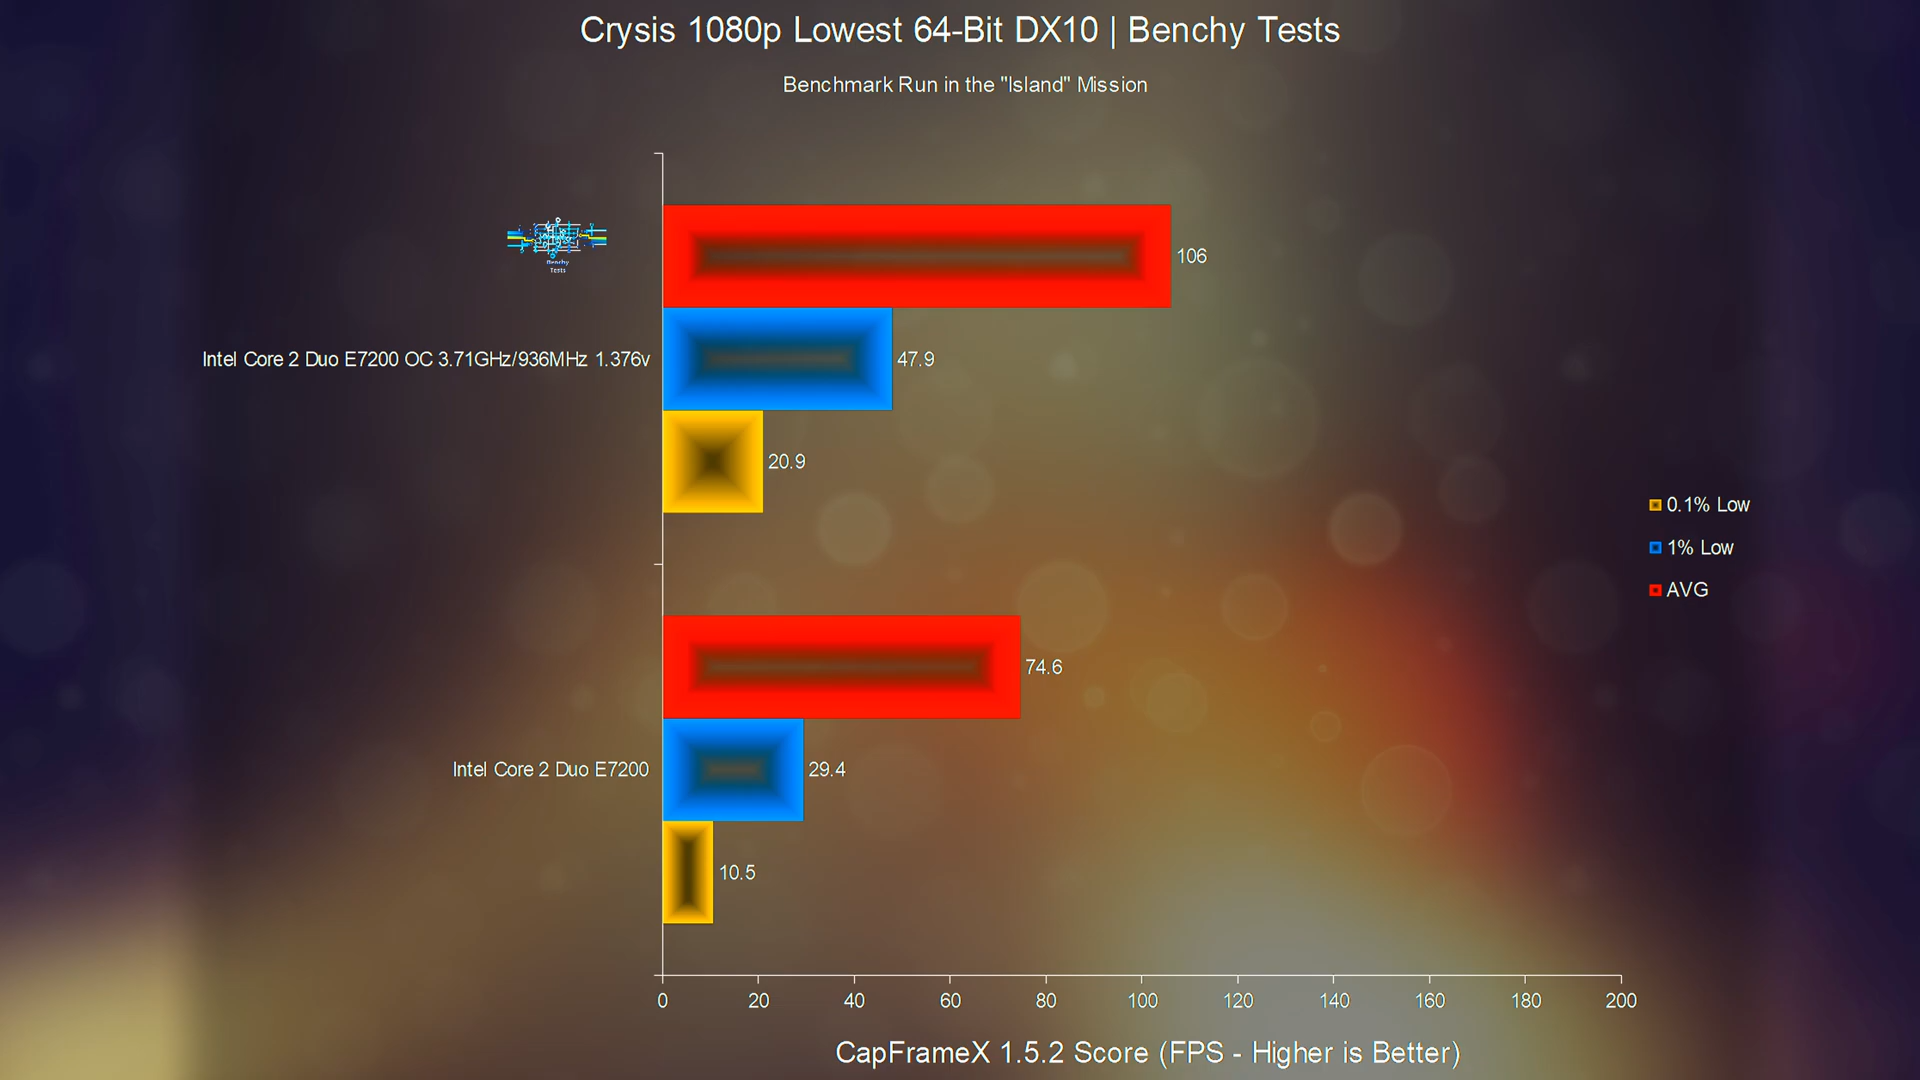 Crysis 1080p Lowest 64-Bit DX10 | Benchy Tests
Benchmark Run in the "Island" Mission
Benchy
Tests
106
Intel Core 2 Duo E7200 OC 3.71GHz/936MHz 1.376v
47.9
20.9
0.1% Low
1% Low
AVG
74.6
Intel Core 2 Duo E7200
29.4
10.5
0 20 40 60 80 100 120 140 160 180 200
CapFrameX 1.5.2 Score (FPS - Higher is Better)